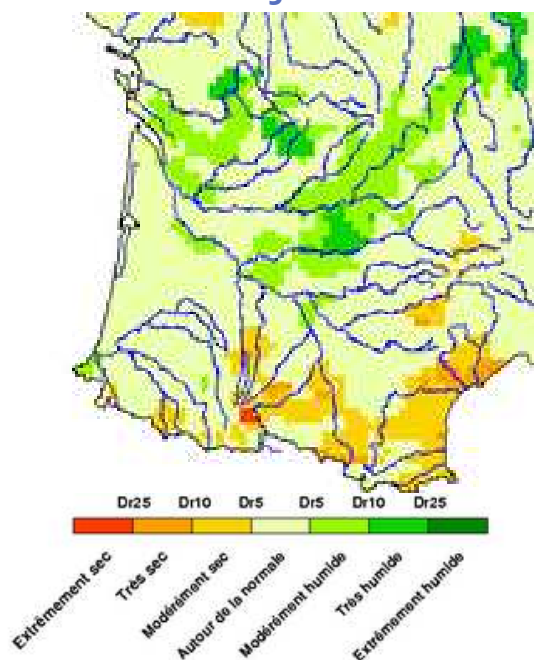 Dr25 Dr10 Dr5 Dr5 Dr10 Dr25
Extrêmement sec
Très sec
Modérément sec
Autour de la normale
Modérément humide
Très humide
Extrêmement humide